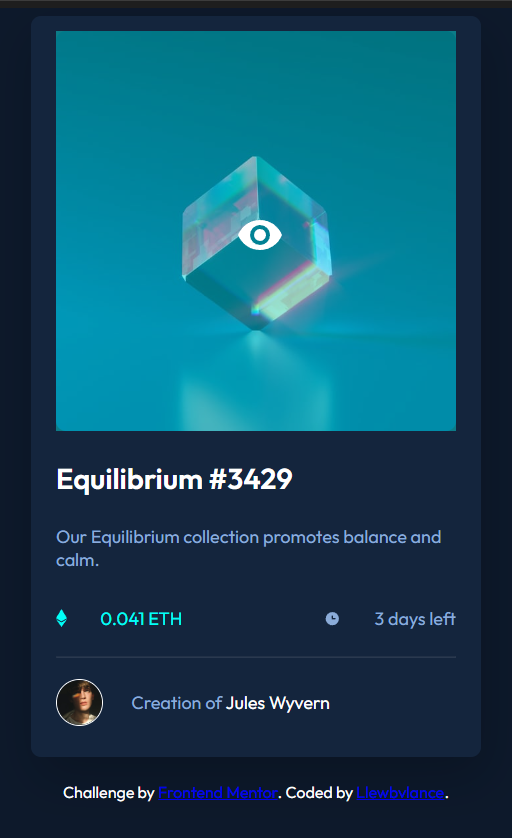 Equilibrium #3429
Our Equilibrium collection promotes balance and
calm.
0.041 ETH 3 days left
Creation of Jules Wyvern
Challenge by Frontend Mentor. Coded by Llewbvlance.